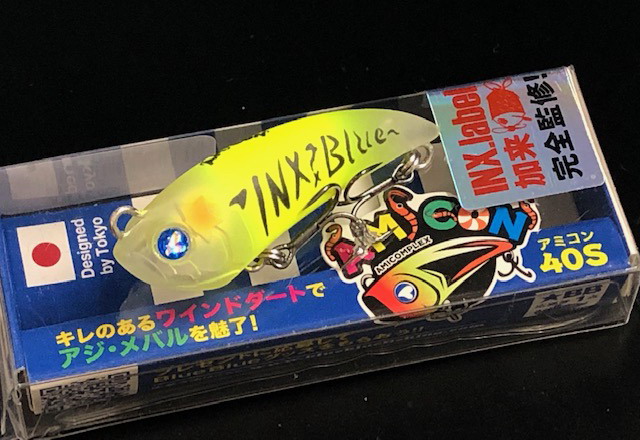 INX.label
加来
完全監修!
INX?Blue
AMICON
AMICOMPLEX
アミコン
40S
Designed
by Tokyo
キレのあるワインドダートで
アジ・メバルを魅了!